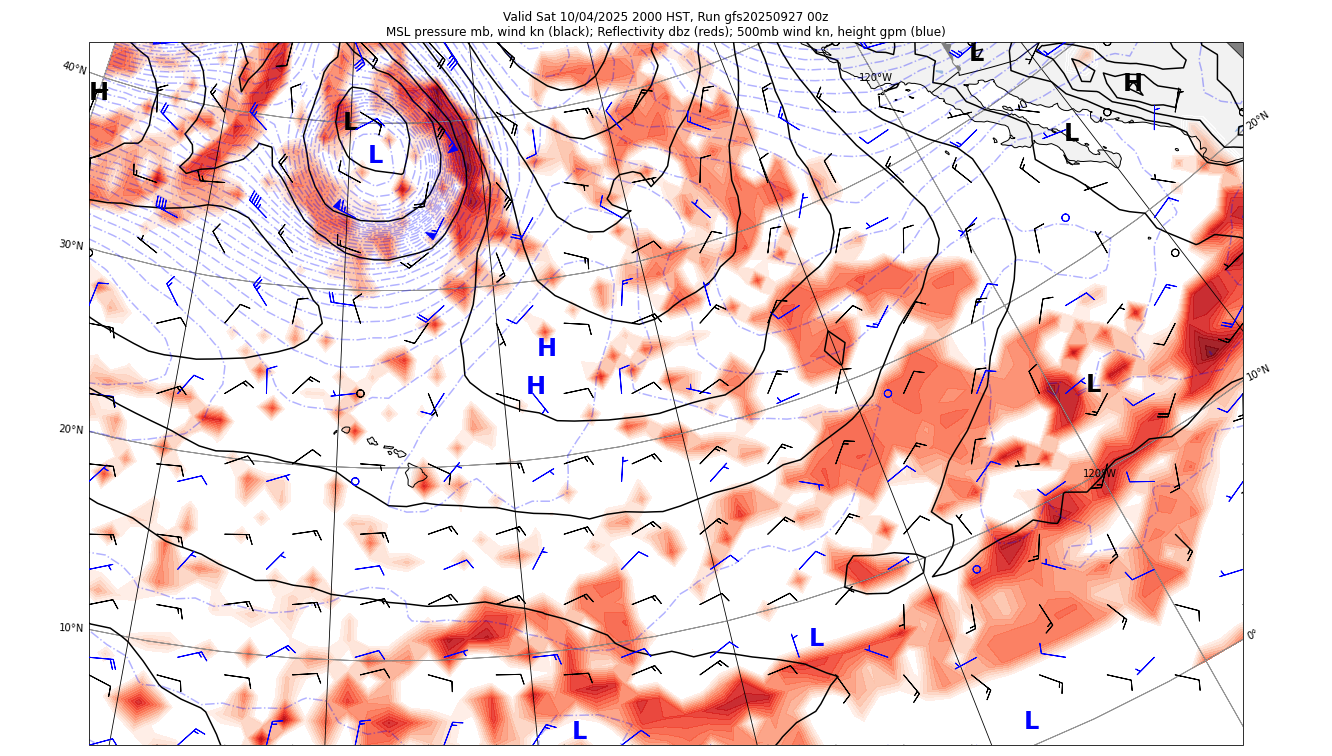 Valid Sat 10/04/2025 2000 HST, Run gfs20250927 00z
MSL pressure mb, wind kn (black); Reflectivity dbz (reds); 500mb wind kn, height gpm (blue)
L
40°N
120°W
H
H
L
20°N
L
L
30°N
H
10°N
H
L
20°N
120°W
10°N
L
0°
L
L